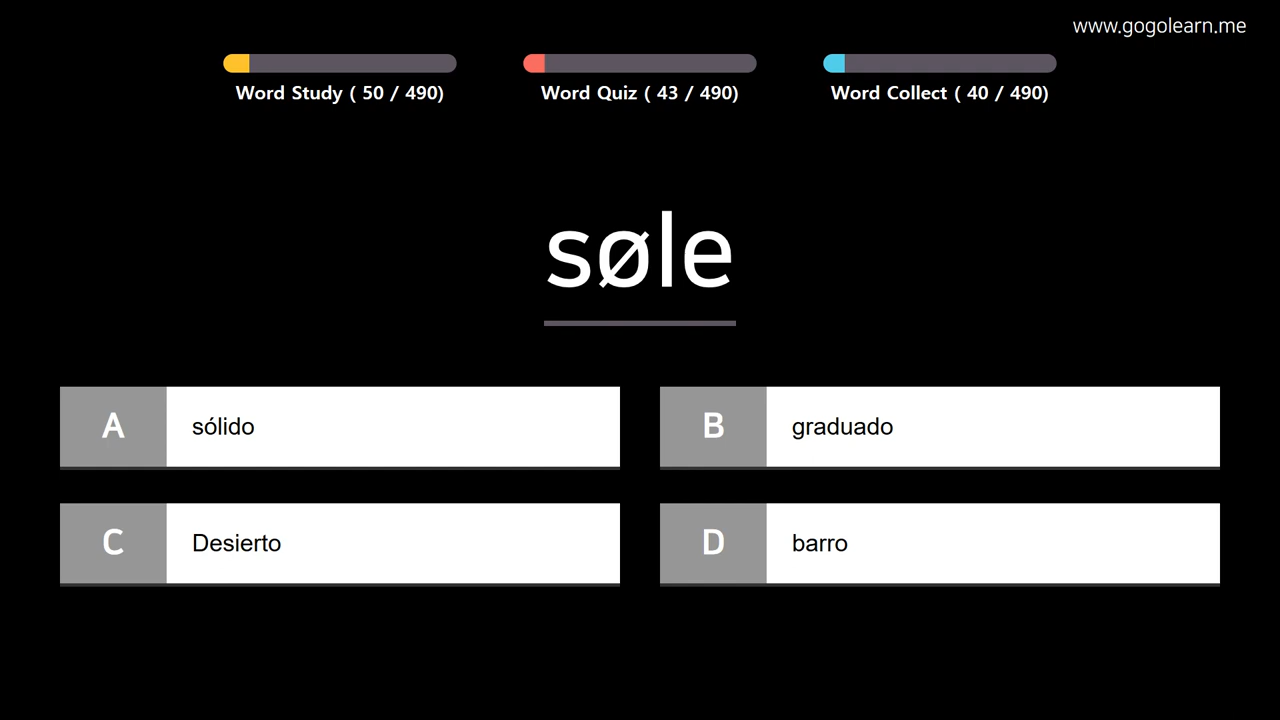 www.gogolearn.me
Word Study ( 50 / 490)
Word Quiz ( 43 / 490)
Word Collect ( 40 / 490)
søle
A sólido
B graduado
C Desierto
D barro